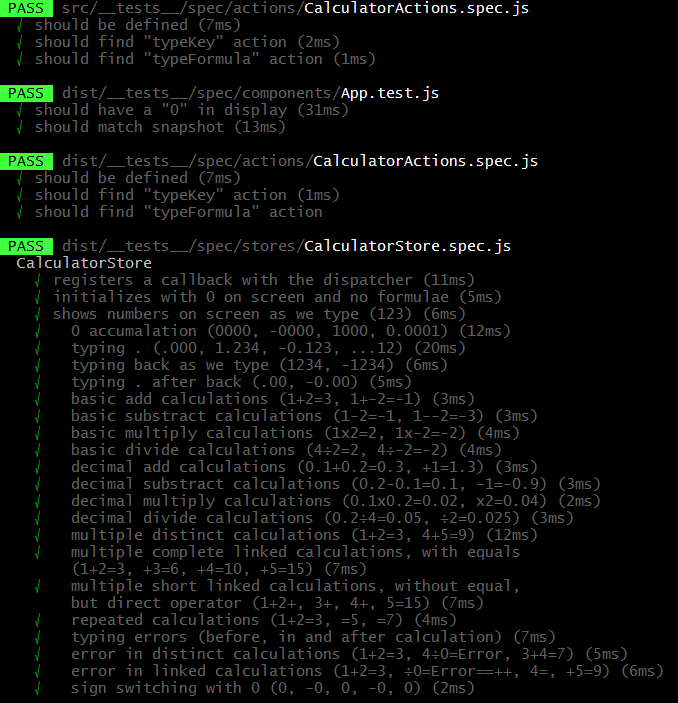 PASS src/__tests__/spec/actions/CalculatorActions.spec.js
√ should be defined (7ms)
√ should find "typeKey" action (2ms)
√ should find "typeFormula" action (1ms)
PASS dist/__tests__/spec/components/App.test.js
√ should have a "0" in display (31ms)
√ should match snapshot (13ms)
PASS dist/__tests__/spec/actions/CalculatorActions.spec.js
√ should be defined (7ms)
√ should find "typeKey" action (1ms)
√ should find "typeFormula" action
PASS dist/__tests__/spec/stores/CalculatorStore.spec.js
CalculatorStore
√ registers a callback with the dispatcher (11ms)
√ initializes with 0 on screen and no formulae (5ms)
√ shows numbers on screen as we type (123) (6ms)
√ 0 accumalation (0000, -0000, 1000, 0.0001) (12ms)
√ typing . (.000, 1.234, -0.123, ...12) (20ms)
√ typing back as we type (1234, -1234) (6ms)
√ typing . after back (.00, -0.00) (5ms)
√ basic add calculations (1+2=3, 1+-2=-1) (3ms)
√ basic substract calculations (1-2=-1, 1--2=-3) (3ms)
√ basic multiply calculations (1x2=2, 1x-2=-2) (4ms)
√ basic divide calculations (4÷2=2, 4÷-2=-2) (4ms)
√ decimal add calculations (0.1+0.2=0.3, +1=1.3) (3ms)
√ decimal substract calculations (0.2-0.1=0.1, -1=-0.9) (3ms)
√ decimal multiply calculations (0.1x0.2=0.02, x2=0.04) (2ms)
√ decimal divide calculations (0.2÷4=0.05, ÷2=0.025) (3ms)
√ multiple distinct calculations (1+2=3, 4+5=9) (12ms)
√ multiple complete linked calculations, with equals
(1+2=3, +3=6, +4=10, +5=15) (7ms)
√ multiple short linked calculations, without equal,
but direct operator (1+2+, 3+, 4+, 5=15) (7ms)
√ repeated calculations (1+2=3, =5, =7) (4ms)
√ typing errors (before, in and after calculation) (7ms)
√ error in distinct calculations (1+2=3, 4÷0=Error, 3+4=7) (5ms)
√ error in linked calculations (1+2=3, ÷0=Error==++, 4=, +5=9) (6ms)
√ sign switching with 0 (0, -0, 0, -0, 0) (2ms)